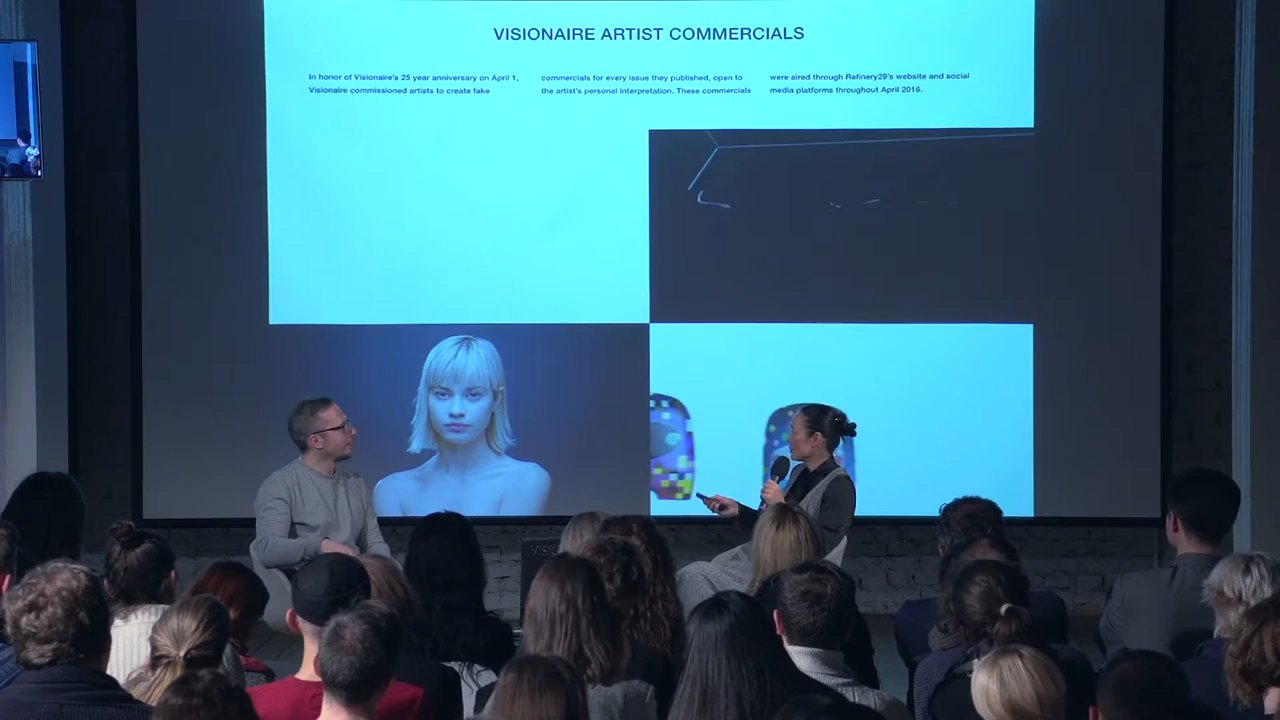 VISIONAIRE ARTIST COMMERCIALS
In honor of Visionaire's 25 year anniversary on April 1,
Visionaire commissioned artists to create fake
commercials for every issue they published, open to
the artist's personal interpretation. These commercials
were aired through Refinery29's website and social
media platforms throughout April 2016.